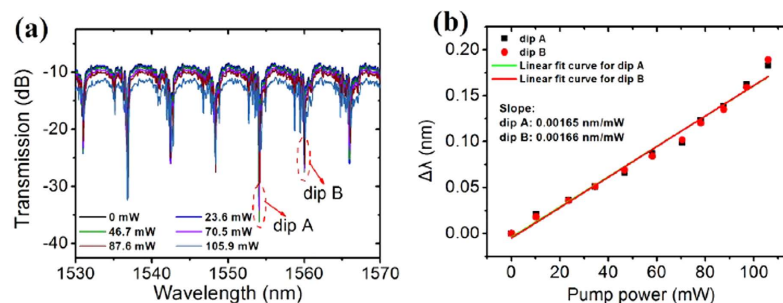 (a)
Transmission (dB)
-10
-20
-30
-40
0 mW 23.6 mW
46.7 mW 70.5 mW
87.6 mW 105.9 mW
dip B
dip A
1530 1540 1550 1560 1570
Wavelength (nm)
(b)
Δλ (nm)
0.20
0.15
0.10
0.05
0.00
dip A
dip B
Linear fit curve for dip A
Linear fit curve for dip B
Slope:
dip A: 0.00165 nm/mW
dip B: 0.00166 nm/mW
0 20 40 60 80 100
Pump power (mW)